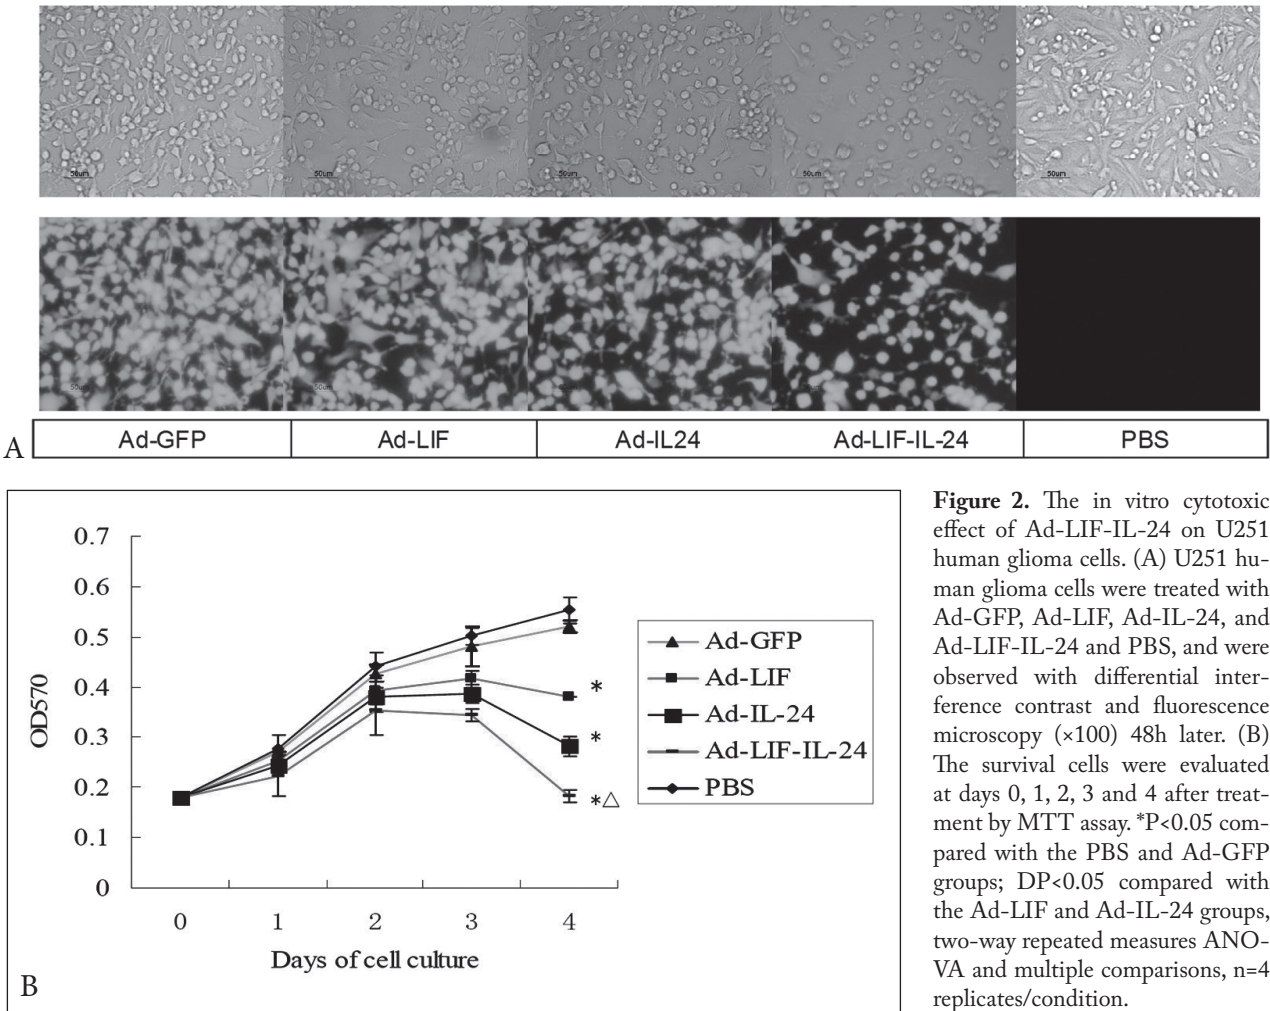 50um 50um 50um 50um 50um
50um 50um 50um 50um
A Ad-GFP Ad-LIF Ad-IL24 Ad-LIF-IL-24 PBS
0.7
0.6
0.5
0.4
0.3
0.2
0.1
0
OD570
0 1 2 3 4
Days of cell culture
*
*
*△
Ad-GFP
Ad-LIF
Ad-IL-24
Ad-LIF-IL-24
PBS
B
Figure 2. The in vitro cytotoxic
effect of Ad-LIF-IL-24 on U251
human glioma cells. (A) U251 hu-
man glioma cells were treated with
Ad-GFP, Ad-LIF, Ad-IL-24, and
Ad-LIF-IL-24 and PBS, and were
observed with differential inter-
ference contrast and fluorescence
microscopy (×100) 48h later. (B)
The survival cells were evaluated
at days 0, 1, 2, 3 and 4 after treat-
ment by MTT assay. *P<0.05 com-
pared with the PBS and Ad-GFP
groups; DP<0.05 compared with
the Ad-LIF and Ad-IL-24 groups,
two-way repeated measures ANO-
VA and multiple comparisons, n=4
replicates/condition.